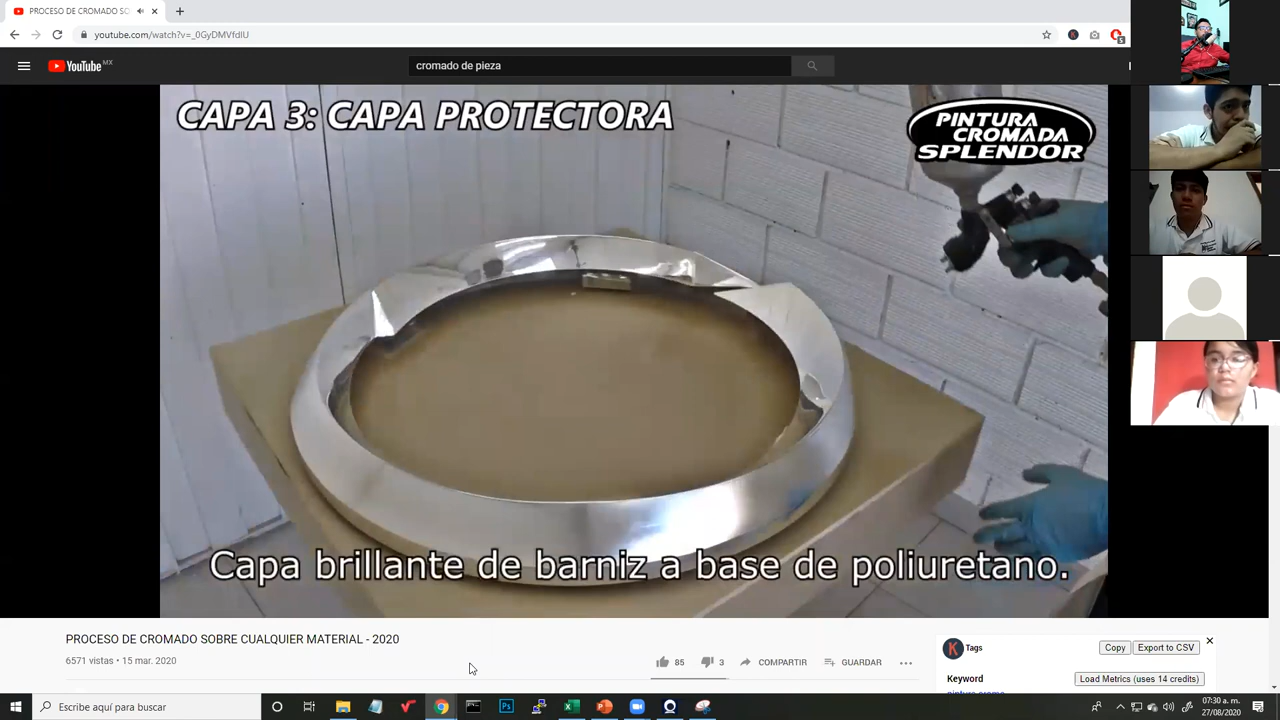 PROCESO DE CROMADO SO
youtube.com/watch?v=_0GyDMVfdIU
5
YouTube MX
cromado de pieza
CAPA 3: CAPA PROTECTORA
PINTURA
CROMADA
SPLENDOR
Capa brillante de barniz a base de poliuretano.
PROCESO DE CROMADO SOBRE CUALQUIER MATERIAL - 2020
6571 vistas • 15 mar. 2020
85
3
COMPARTIR
GUARDAR
K Tags
Copy
Export to CSV
Keyword
Load Metrics (uses 14 credits)
Escribe aquí para buscar
07:30 a. m.
27/08/2020